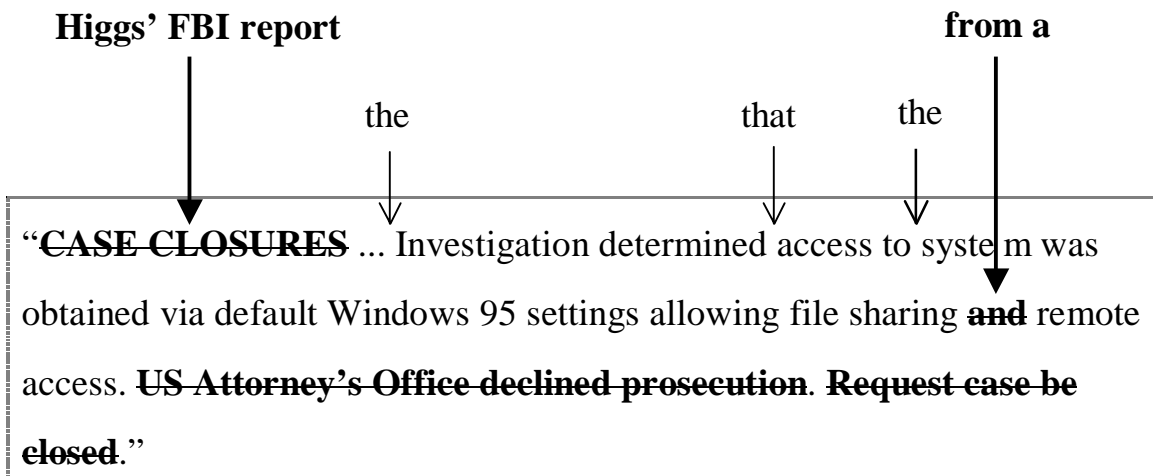 Higgs’ FBI report from a
the that the
“CASE CLOSURES ... Investigation determined access to system was
obtained via default Windows 95 settings allowing file sharing and remote
access. US Attorney’s Office declined prosecution. Request case be
closed.”